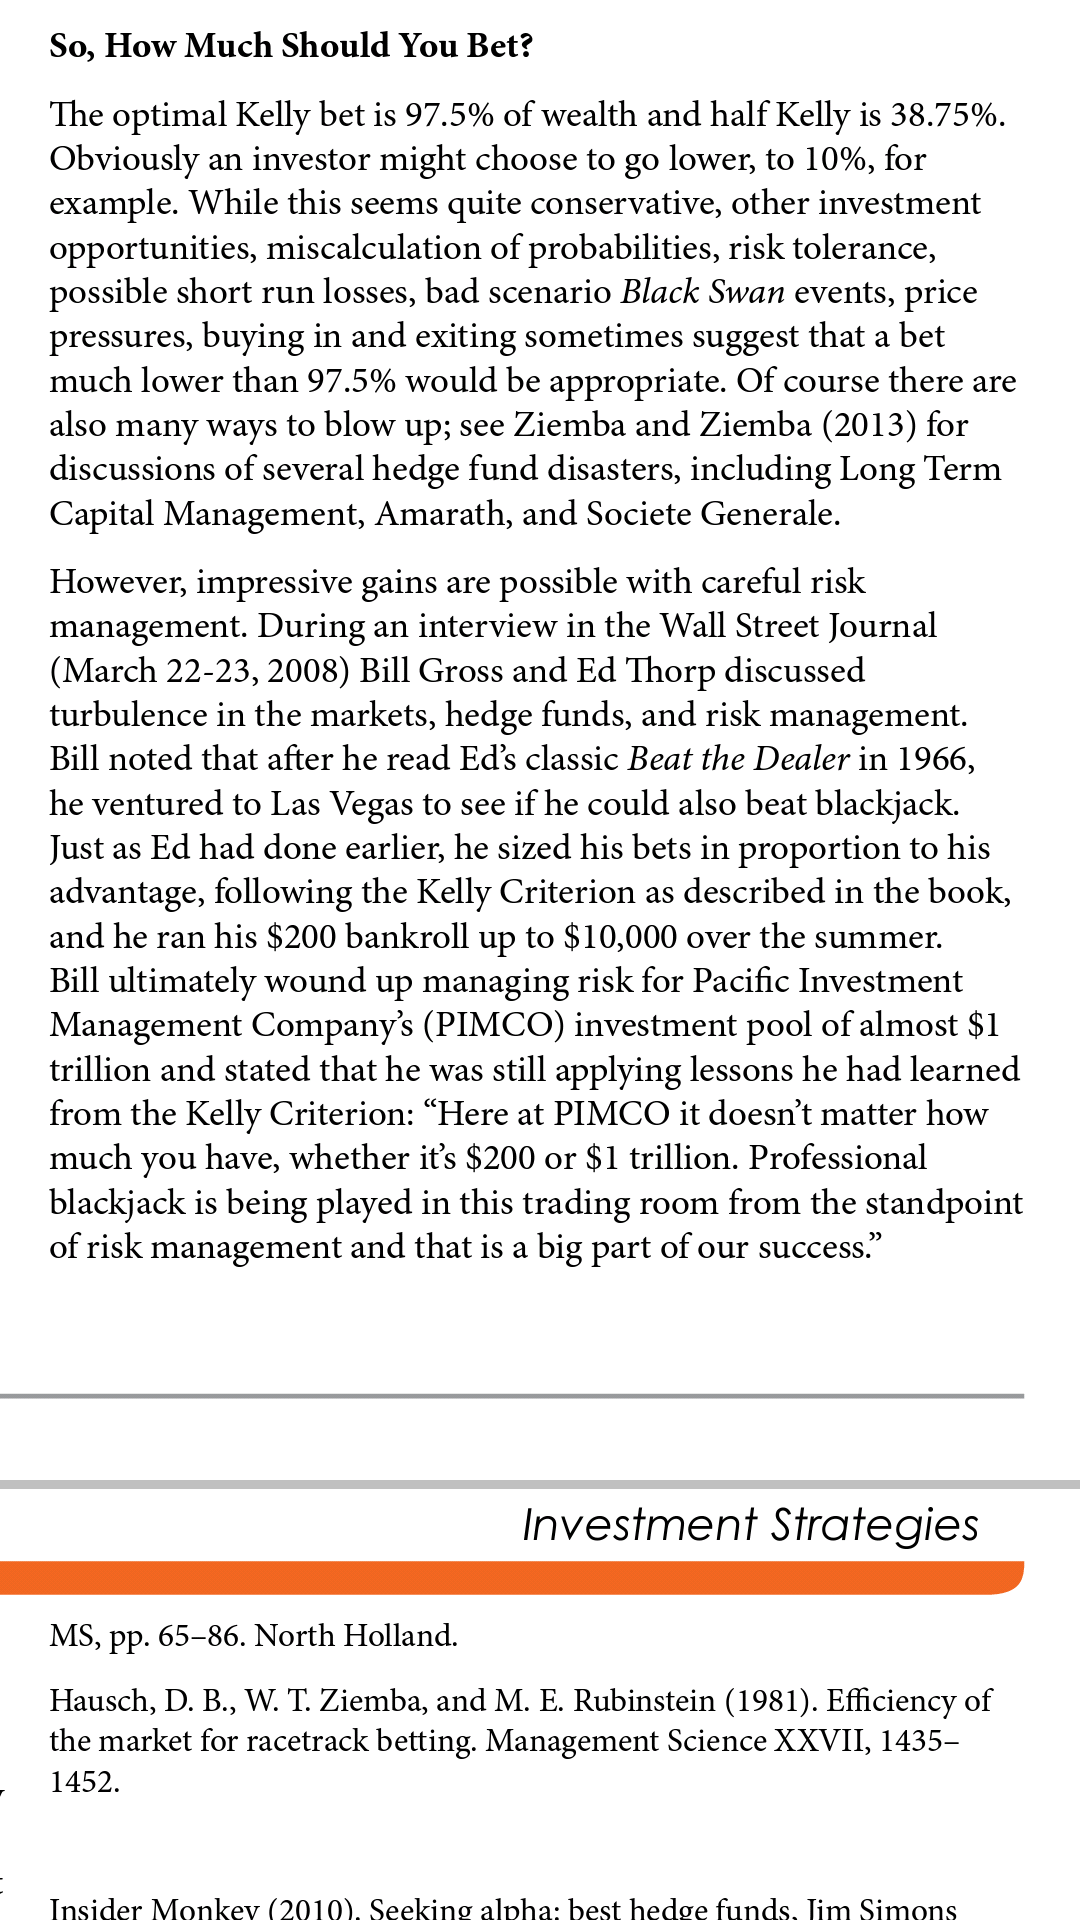 So, How Much Should You Bet?
The optimal Kelly bet is 97.5% of wealth and half Kelly is 38.75%.
Obviously an investor might choose to go lower, to 10%, for
example. While this seems quite conservative, other investment
opportunities, miscalculation of probabilities, risk tolerance,
possible short run losses, bad scenario Black Swan events, price
pressures, buying in and exiting sometimes suggest that a bet
much lower than 97.5% would be appropriate. Of course there are
also many ways to blow up; see Ziemba and Ziemba (2013) for
discussions of several hedge fund disasters, including Long Term
Capital Management, Amarath, and Societe Generale.
However, impressive gains are possible with careful risk
management. During an interview in the Wall Street Journal
(March 22-23, 2008) Bill Gross and Ed Thorp discussed
turbulence in the markets, hedge funds, and risk management.
Bill noted that after he read Ed’s classic Beat the Dealer in 1966,
he ventured to Las Vegas to see if he could also beat blackjack.
Just as Ed had done earlier, he sized his bets in proportion to his
advantage, following the Kelly Criterion as described in the book,
and he ran his $200 bankroll up to $10,000 over the summer.
Bill ultimately wound up managing risk for Pacific Investment
Management Company’s (PIMCO) investment pool of almost $1
trillion and stated that he was still applying lessons he had learned
from the Kelly Criterion: “Here at PIMCO it doesn’t matter how
much you have, whether it’s $200 or $1 trillion. Professional
blackjack is being played in this trading room from the standpoint
of risk management and that is a big part of our success.”
Investment Strategies
MS, pp. 65–86. North Holland.
Hausch, D. B., W. T. Ziemba, and M. E. Rubinstein (1981). Efficiency of
the market for racetrack betting. Management Science XXVII, 1435–
1452.
Insider Monkey (2010). Seeking alpha: best hedge funds, Jim Simons